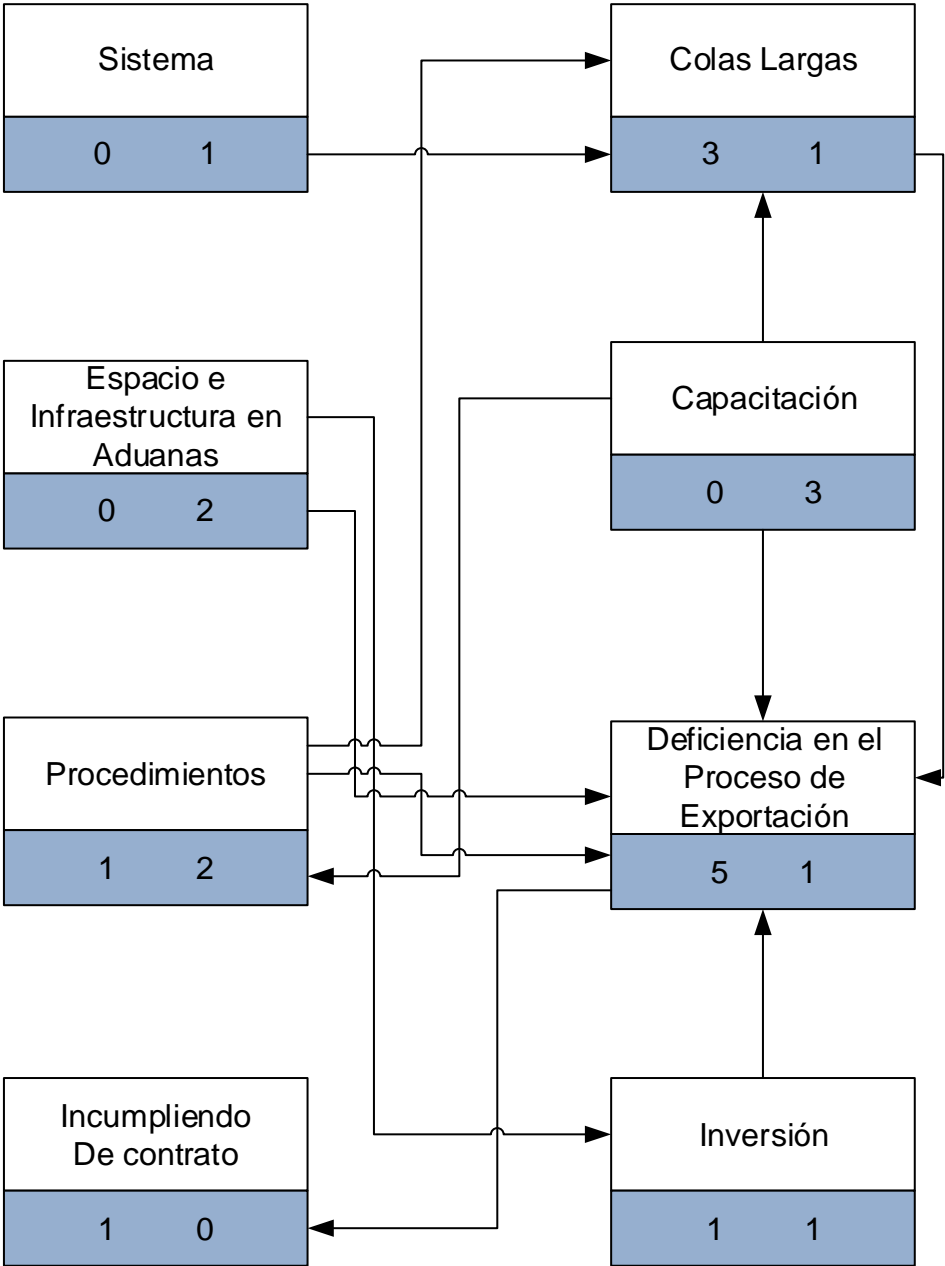 Sistema
0 1
Colas Largas
3 1
Espacio e
Infraestructura en
Aduanas
0 2
Capacitación
0 3
Procedimientos
1 2
Deficiencia en el
Proceso de
Exportación
5 1
Incumpliendo
De contrato
1 0
Inversión
1 1